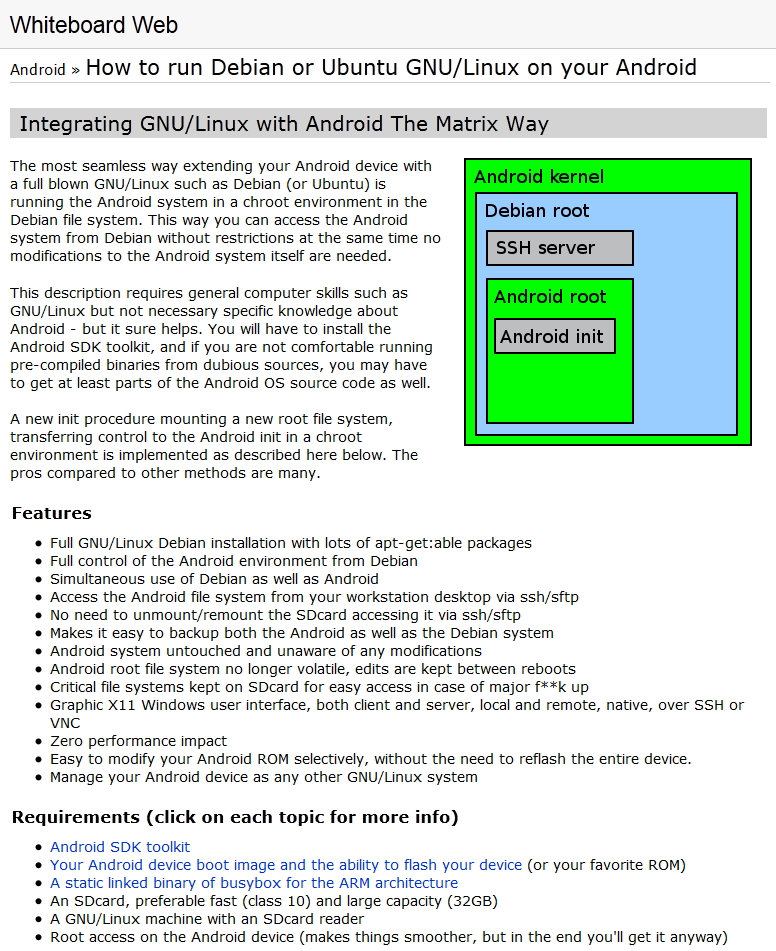 Whiteboard Web
Android » How to run Debian or Ubuntu GNU/Linux on your Android
Integrating GNU/Linux with Android The Matrix Way
The most seamless way extending your Android device with
a full blown GNU/Linux such as Debian (or Ubuntu) is
running the Android system in a chroot environment in the
Debian file system. This way you can access the Android
system from Debian without restrictions at the same time no
modifications to the Android system itself are needed.
This description requires general computer skills such as
GNU/Linux but not necessary specific knowledge about
Android - but it sure helps. You will have to install the
Android SDK toolkit, and if you are not comfortable running
pre-compiled binaries from dubious sources, you may have
to get at least parts of the Android OS source code as well.
A new init procedure mounting a new root file system,
transferring control to the Android init in a chroot
environment is implemented as described here below. The
pros compared to other methods are many.
Android kernel
Debian root
SSH server
Android root
Android init
Features
• Full GNU/Linux Debian installation with lots of apt-get:able packages
• Full control of the Android environment from Debian
• Simultaneous use of Debian as well as Android
• Access the Android file system from your workstation desktop via ssh/sftp
• No need to unmount/remount the SDcard accessing it via ssh/sftp
• Makes it easy to backup both the Android as well as the Debian system
• Android system untouched and unaware of any modifications
• Android root file system no longer volatile, edits are kept between reboots
• Critical file systems kept on SDcard for easy access in case of major f**k up
• Graphic X11 Windows user interface, both client and server, local and remote, native, over SSH or
VNC
• Zero performance impact
• Easy to modify your Android ROM selectively, without the need to reflash the entire device.
• Manage your Android device as any other GNU/Linux system
Requirements (click on each topic for more info)
• Android SDK toolkit
• Your Android device boot image and the ability to flash your device (or your favorite ROM)
• A static linked binary of busybox for the ARM architecture
• An SDcard, preferable fast (class 10) and large capacity (32GB)
• A GNU/Linux machine with an SDcard reader
• Root access on the Android device (makes things smoother, but in the end you'll get it anyway)